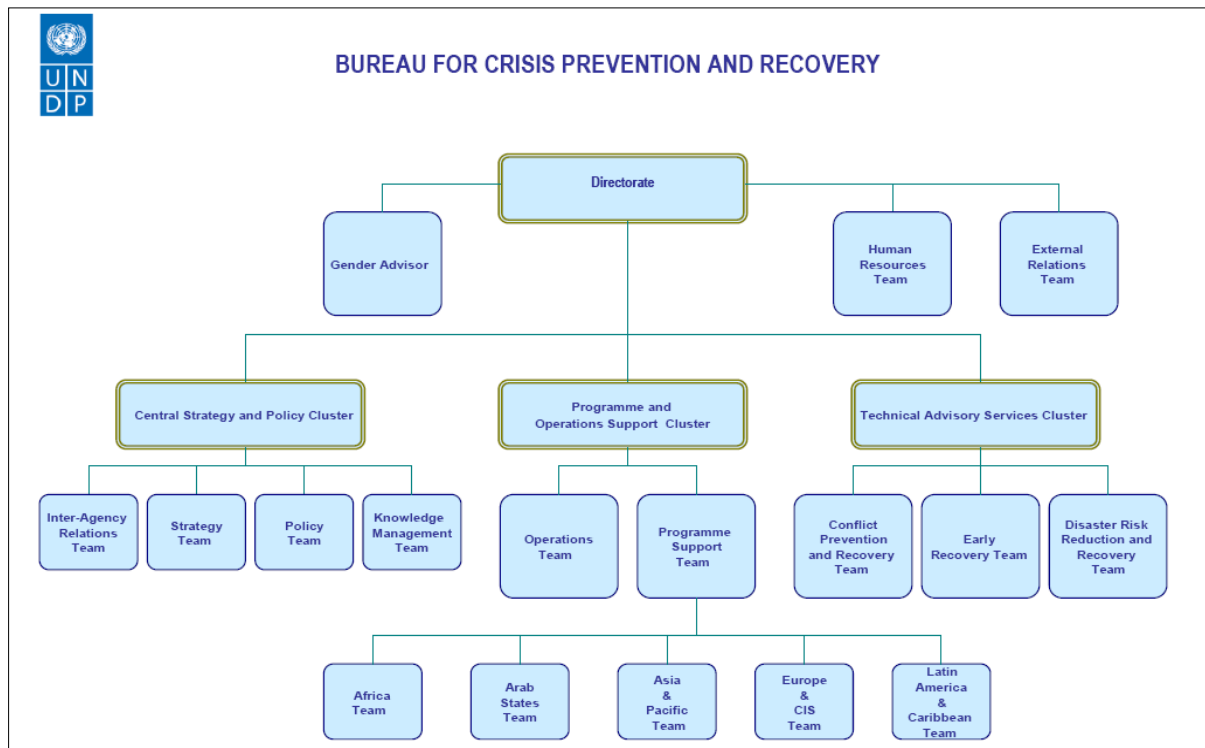 UN
DP
BUREAU FOR CRISIS PREVENTION AND RECOVERY
Directorate
Gender Advisor
Human
Resources
Team
External
Relations
Team
Central Strategy and Policy Cluster
Programme and
Operations Support Cluster
Technical Advisory Services Cluster
Inter-Agency
Relations
Team
Strategy
Team
Policy
Team
Knowledge
Management
Team
Operations
Team
Programme
Support
Team
Conflict
Prevention
and Recovery
Team
Early
Recovery Team
Disaster Risk
Reduction and
Recovery
Team
Africa
Team
Arab
States
Team
Asia
&
Pacific
Team
Europe
&
CIS
Team
Latin
America
&
Caribbean
Team